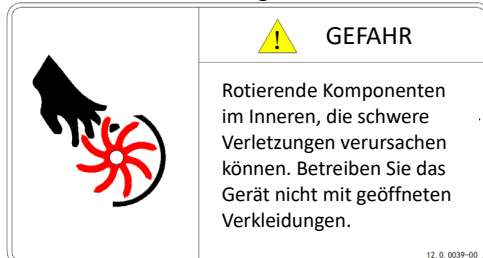 GEFAHR
Rotierende Komponenten
im Inneren, die schwere
Verletzungen verursachen
können. Betreiben Sie das
Gerät nicht mit geöffneten
Verkleidungen.
12.0.0039-00